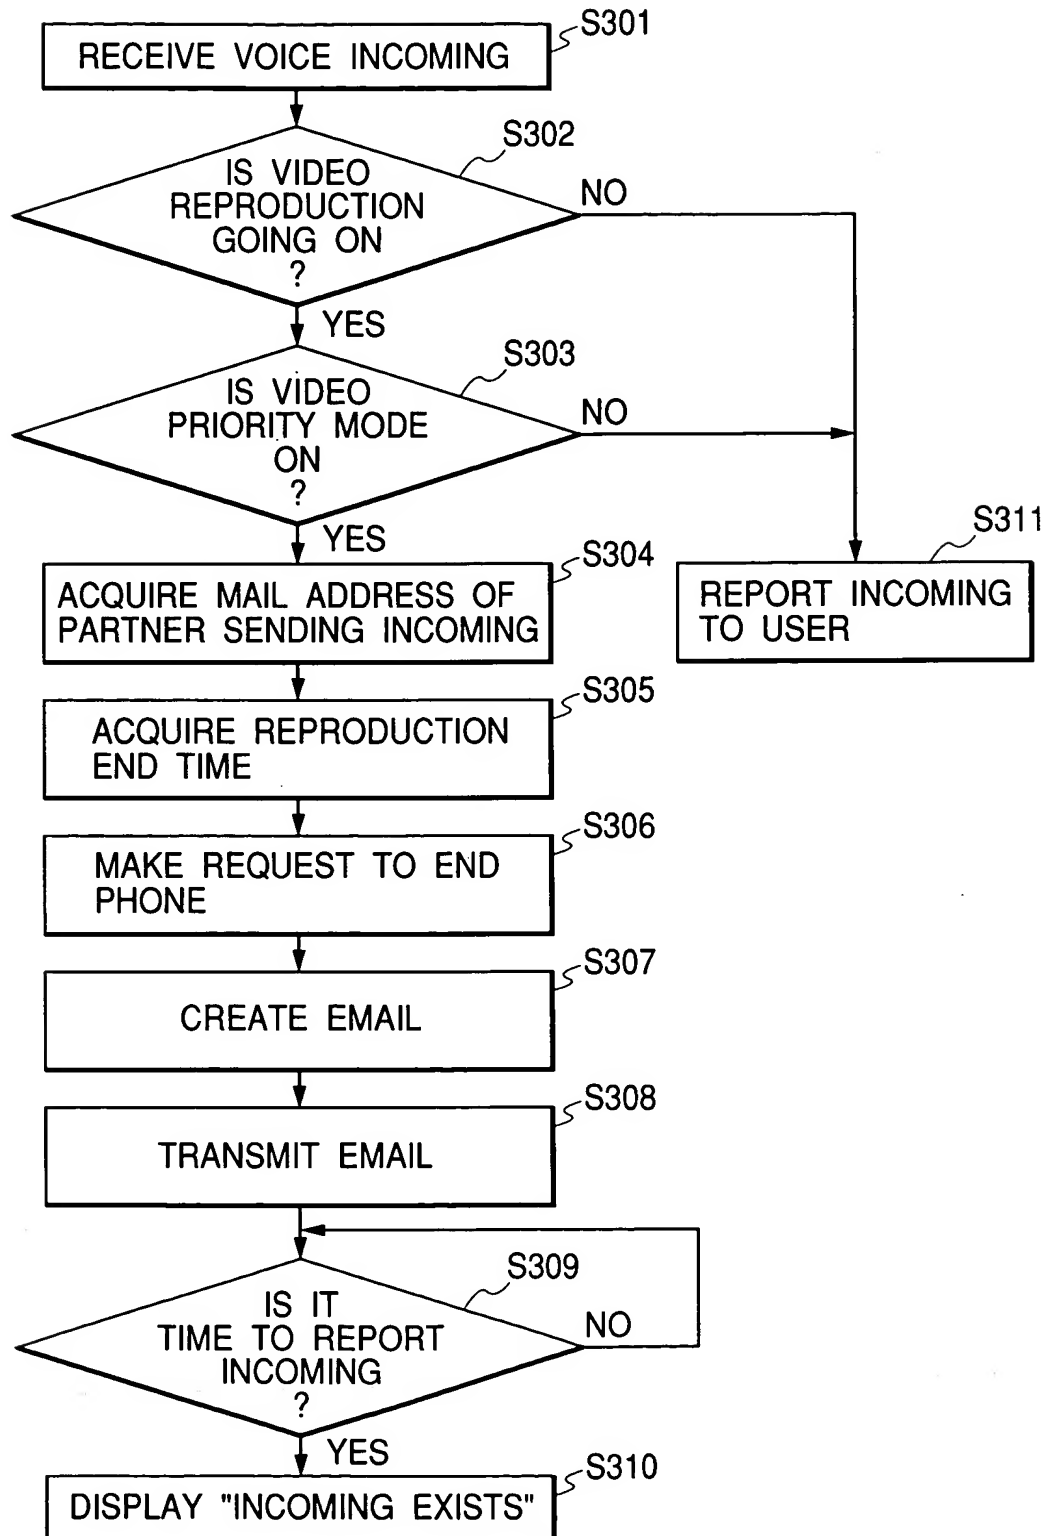 S301
RECEIVE VOICE INCOMING
S302
IS VIDEO
REPRODUCTION
GOING ON
?
NO
YES
S303
IS VIDEO
PRIORITY MODE
ON
?
NO
YES
S304
ACQUIRE MAIL ADDRESS OF
PARTNER SENDING INCOMING
S311
REPORT INCOMING
TO USER
S305
ACQUIRE REPRODUCTION
END TIME
S306
MAKE REQUEST TO END
PHONE
S307
CREATE EMAIL
S308
TRANSMIT EMAIL
S309
IS IT
TIME TO REPORT
INCOMING
?
NO
YES
S310
DISPLAY "INCOMING EXISTS"